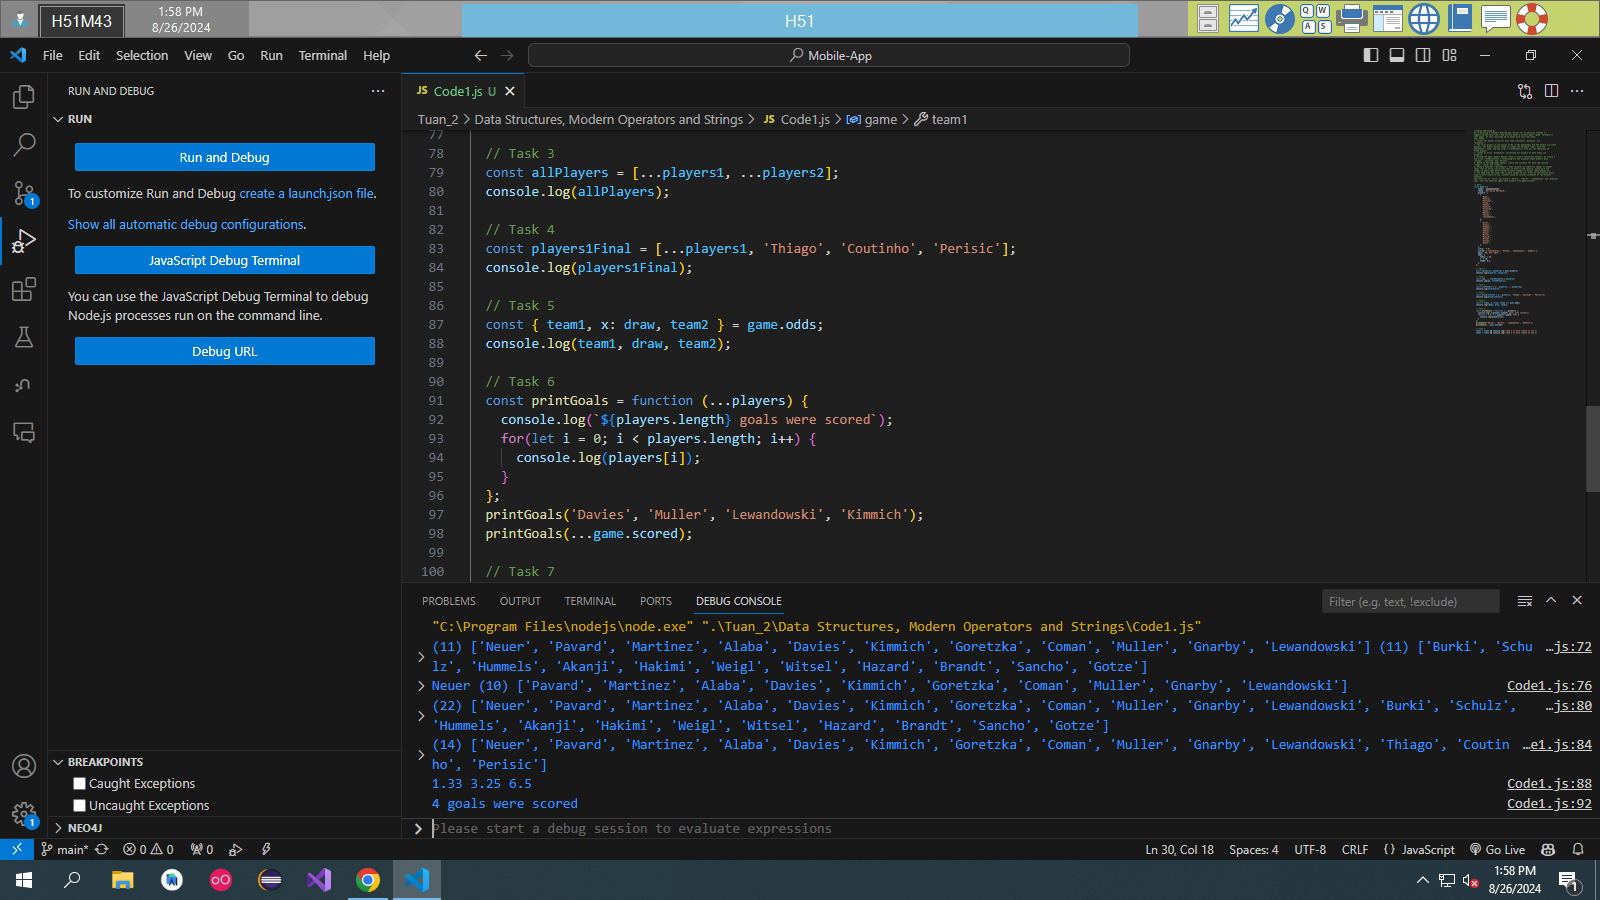 H51M43
1:58 PM
8/26/2024
H51
Q W
A S
File Edit Selection View Go Run Terminal Help
Mobile-App
RUN AND DEBUG
RUN
Run and Debug
To customize Run and Debug create a launch.json file.
Show all automatic debug configurations.
JavaScript Debug Terminal
You can use the JavaScript Debug Terminal to debug
Node.js processes run on the command line.
Debug URL
BREAKPOINTS
Caught Exceptions
Uncaught Exceptions
NEO4J
JS Code1.js U
Tuan_2 > Data Structures, Modern Operators and Strings > JS Code1.js > game > team1
77
78 // Task 3
79 const allPlayers = [...players1, ...players2];
80 console.log(allPlayers);
81
82 // Task 4
83 const players1Final = [...players1, 'Thiago', 'Coutinho', 'Perisic'];
84 console.log(players1Final);
85
86 // Task 5
87 const { team1, x: draw, team2 } = game.odds;
88 console.log(team1, draw, team2);
89
90 // Task 6
91 const printGoals = function (...players) {
92 console.log(`${players.length} goals were scored`);
93 for(let i = 0; i < players.length; i++) {
94 console.log(players[i]);
95 }
96 };
97 printGoals('Davies', 'Muller', 'Lewandowski', 'Kimmich');
98 printGoals(...game.scored);
99
100 // Task 7
PROBLEMS OUTPUT TERMINAL PORTS DEBUG CONSOLE
Filter (e.g. text, !exclude)
"C:\Program Files\nodejs\node.exe" ".\Tuan_2\Data Structures, Modern Operators and Strings\Code1.js"
(11) ['Neuer', 'Pavard', 'Martinez', 'Alaba', 'Davies', 'Kimmich', 'Goretzka', 'Coman', 'Muller', 'Gnarby', 'Lewandowski'] (11) ['Burki', 'Schu …js:72
lz', 'Hummels', 'Akanji', 'Hakimi', 'Weigl', 'Witsel', 'Hazard', 'Brandt', 'Sancho', 'Gotze']
Neuer (10) ['Pavard', 'Martinez', 'Alaba', 'Davies', 'Kimmich', 'Goretzka', 'Coman', 'Muller', 'Gnarby', 'Lewandowski'] Code1.js:76
(22) ['Neuer', 'Pavard', 'Martinez', 'Alaba', 'Davies', 'Kimmich', 'Goretzka', 'Coman', 'Muller', 'Gnarby', 'Lewandowski', 'Burki', 'Schulz', …js:80
'Hummels', 'Akanji', 'Hakimi', 'Weigl', 'Witsel', 'Hazard', 'Brandt', 'Sancho', 'Gotze']
(14) ['Neuer', 'Pavard', 'Martinez', 'Alaba', 'Davies', 'Kimmich', 'Goretzka', 'Coman', 'Muller', 'Gnarby', 'Lewandowski', 'Thiago', 'Coutin …e1.js:84
ho', 'Perisic']
1.33 3.25 6.5 Code1.js:88
4 goals were scored Code1.js:92
Please start a debug session to evaluate expressions
main* 0 0 0
Ln 30, Col 18 Spaces: 4 UTF-8 CRLF { } JavaScript Go Live
1:58 PM
8/26/2024
1